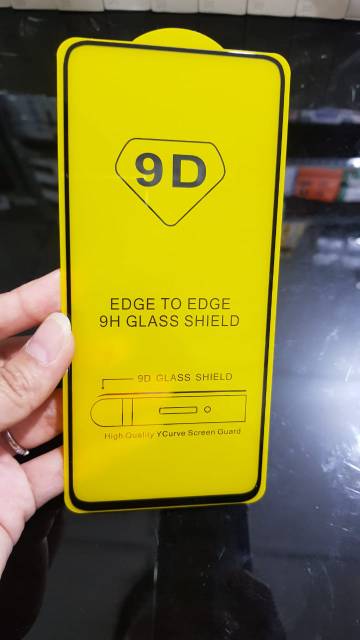 9D
EDGE TO EDGE
9H GLASS SHIELD
9D GLASS SHIELD
High Quality YCurve Screen Guard